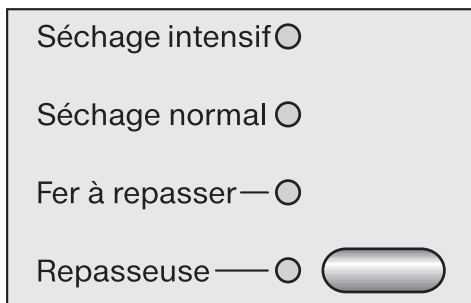 Séchage intensif
Séchage normal
Fer à repasser
Repasseuse